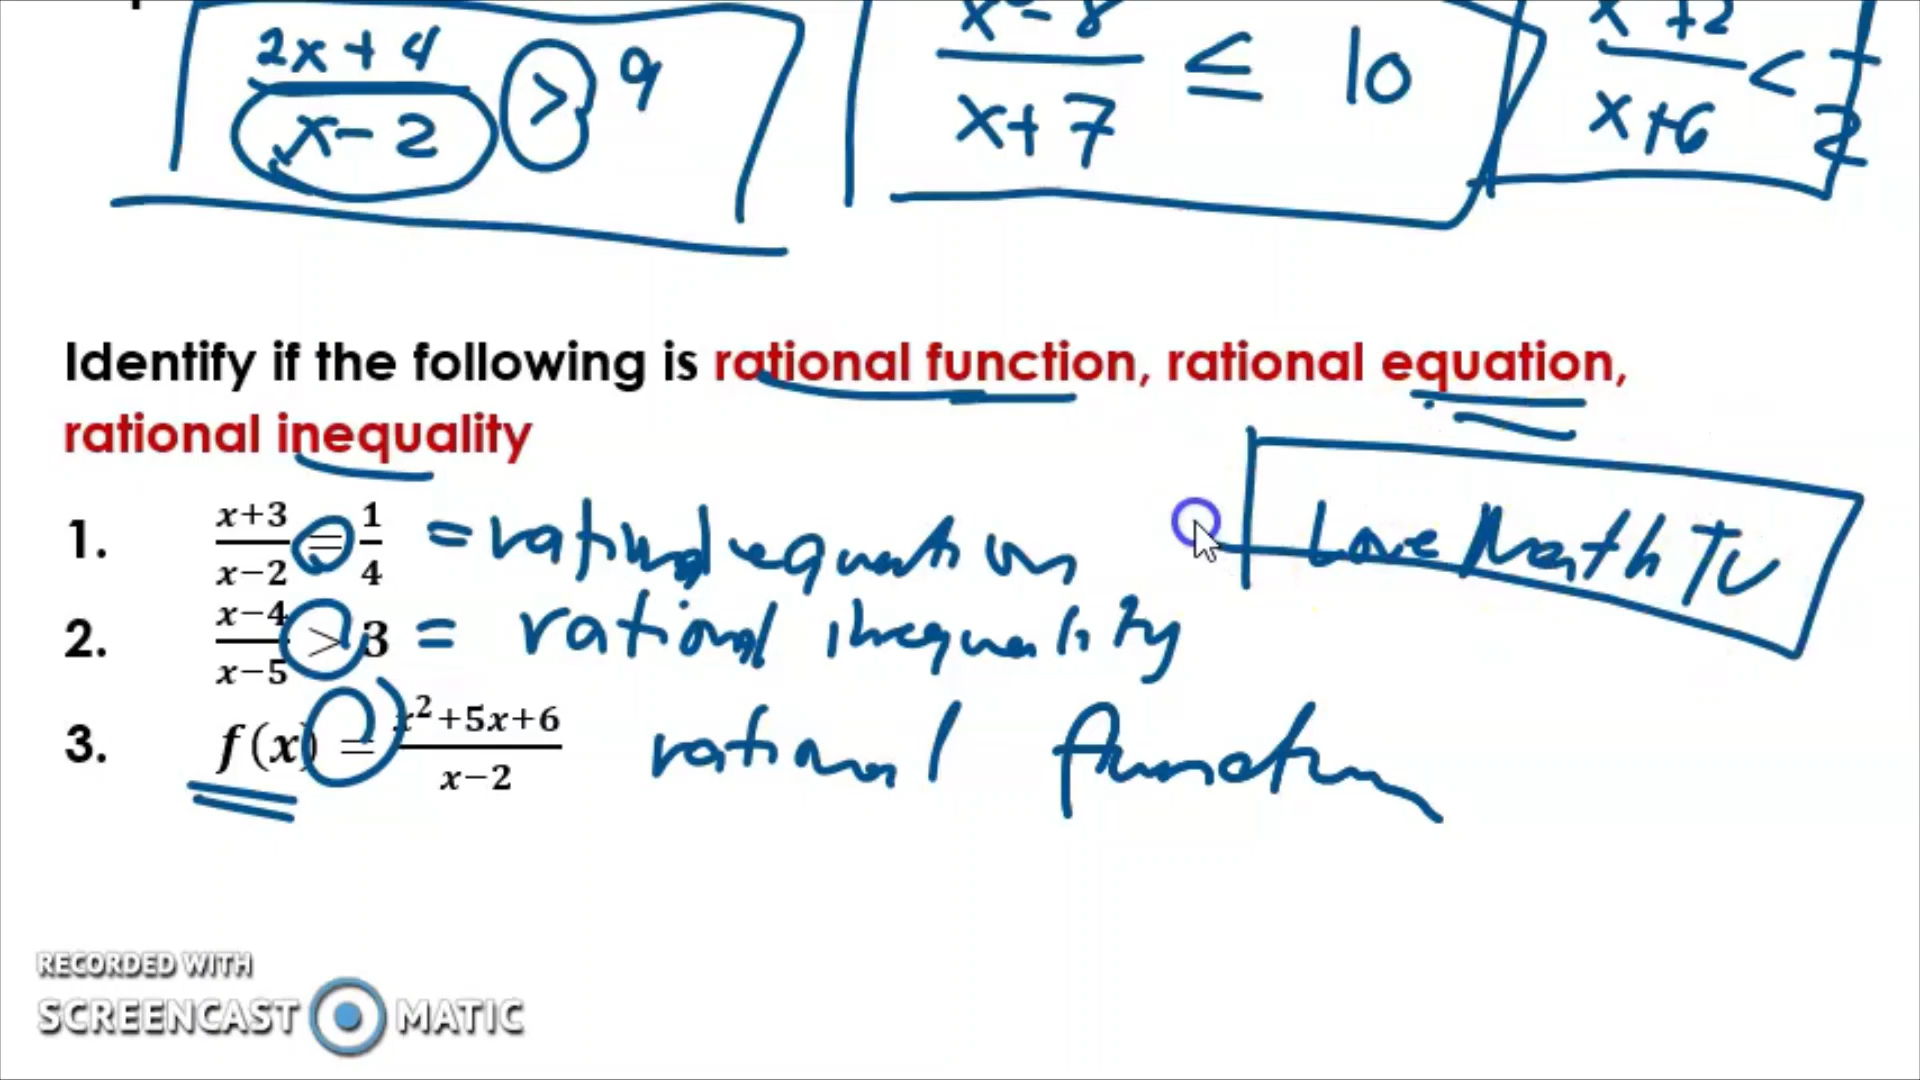 2x + 4 / x - 2 > 9
x - 8 / x + 7 ≤ 10
x + 2 / x + 6 <
Identify if the following is rational function, rational equation,
rational inequality
1. x+3 / x−2 = 1/4 = rational equation
Love Math TV
2. x−4 / x−5 > 3 = rational inequality
3. f(x) = x²+5x+6 / x−2 rational function
RECORDED WITH
SCREENCAST MATIC